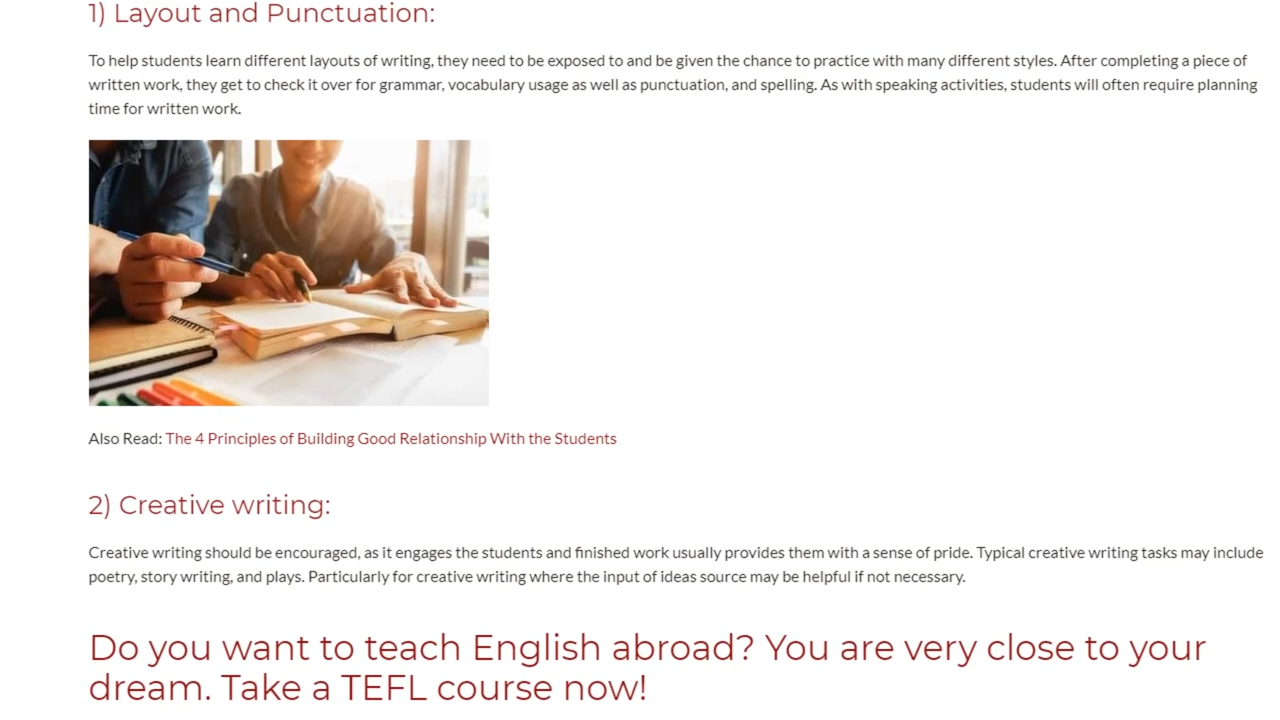 1) Layout and Punctuation:
To help students learn different layouts of writing, they need to be exposed to and be given the chance to practice with many different styles. After completing a piece of
written work, they get to check it over for grammar, vocabulary usage as well as punctuation, and spelling. As with speaking activities, students will often require planning
time for written work.
Also Read: The 4 Principles of Building Good Relationship With the Students
2) Creative writing:
Creative writing should be encouraged, as it engages the students and finished work usually provides them with a sense of pride. Typical creative writing tasks may include
poetry, story writing, and plays. Particularly for creative writing where the input of ideas source may be helpful if not necessary.
Do you want to teach English abroad? You are very close to your
dream. Take a TEFL course now!